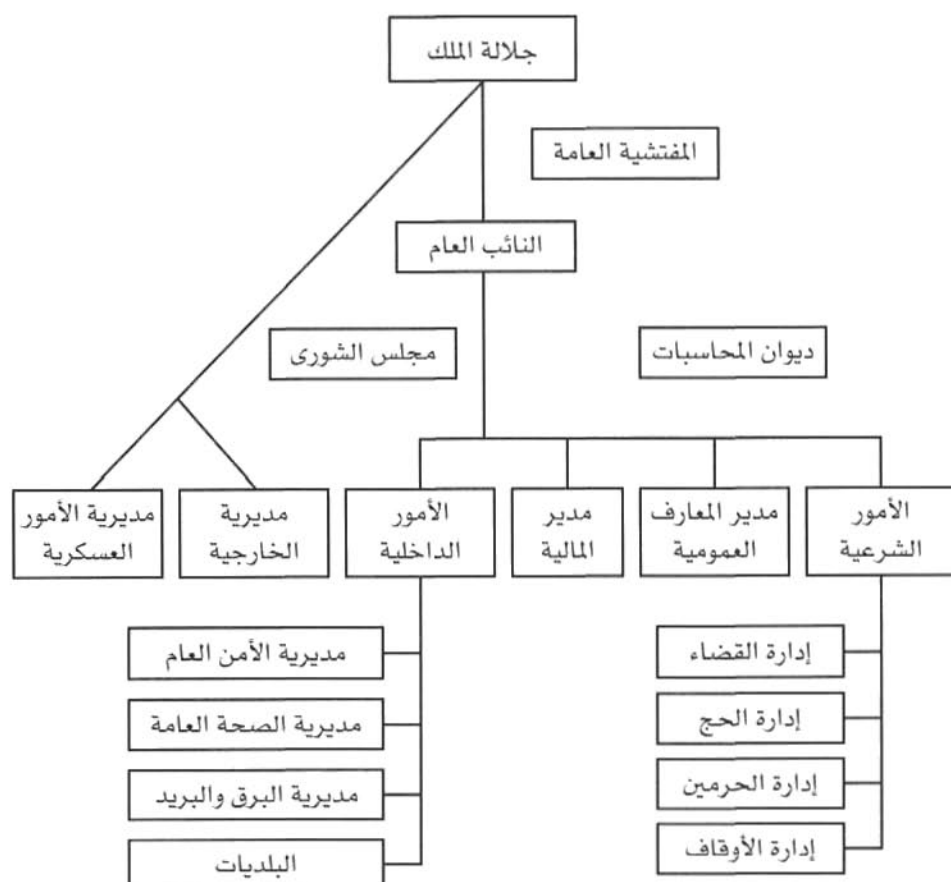 جلالة الملك
المفتشية العامة
النائب العام
ديوان المحاسبات
مجلس الشورى
الأمور
الشرعية
مدير المعارف
العمومية
مدير
المالية
الأمور
الداخلية
مديرية
الخارجية
مديرية الأمور
العسكرية
إدارة القضاء
إدارة الحج
إدارة الحرمين
إدارة الأوقاف
مديرية الأمن العام
مديرية الصحة العامة
مديرية البرق والبريد
البلديات